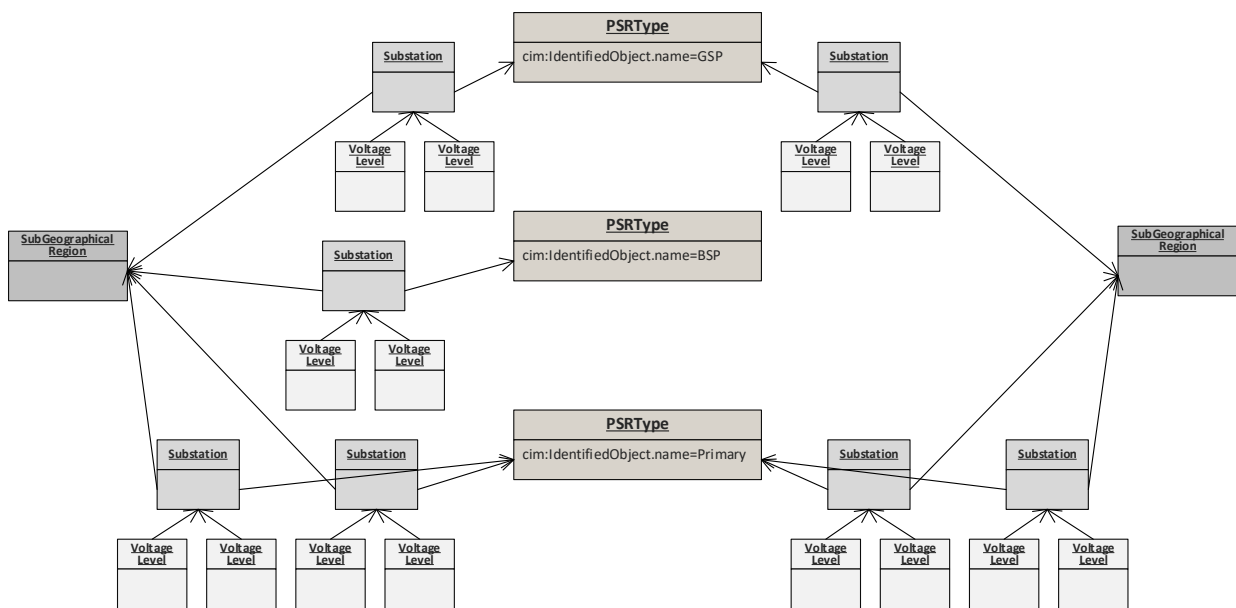 PSRType
cim:IdentifiedObject.name=GSP
Substation
Substation
Voltage
Level
Voltage
Level
Voltage
Level
Voltage
Level
PSRType
cim:IdentifiedObject.name=BSP
SubGeographical
Region
SubGeographical
Region
Substation
Voltage
Level
Voltage
Level
PSRType
cim:IdentifiedObject.name=Primary
Substation
Substation
Substation
Substation
Voltage
Level
Voltage
Level
Voltage
Level
Voltage
Level
Voltage
Level
Voltage
Level
Voltage
Level
Voltage
Level